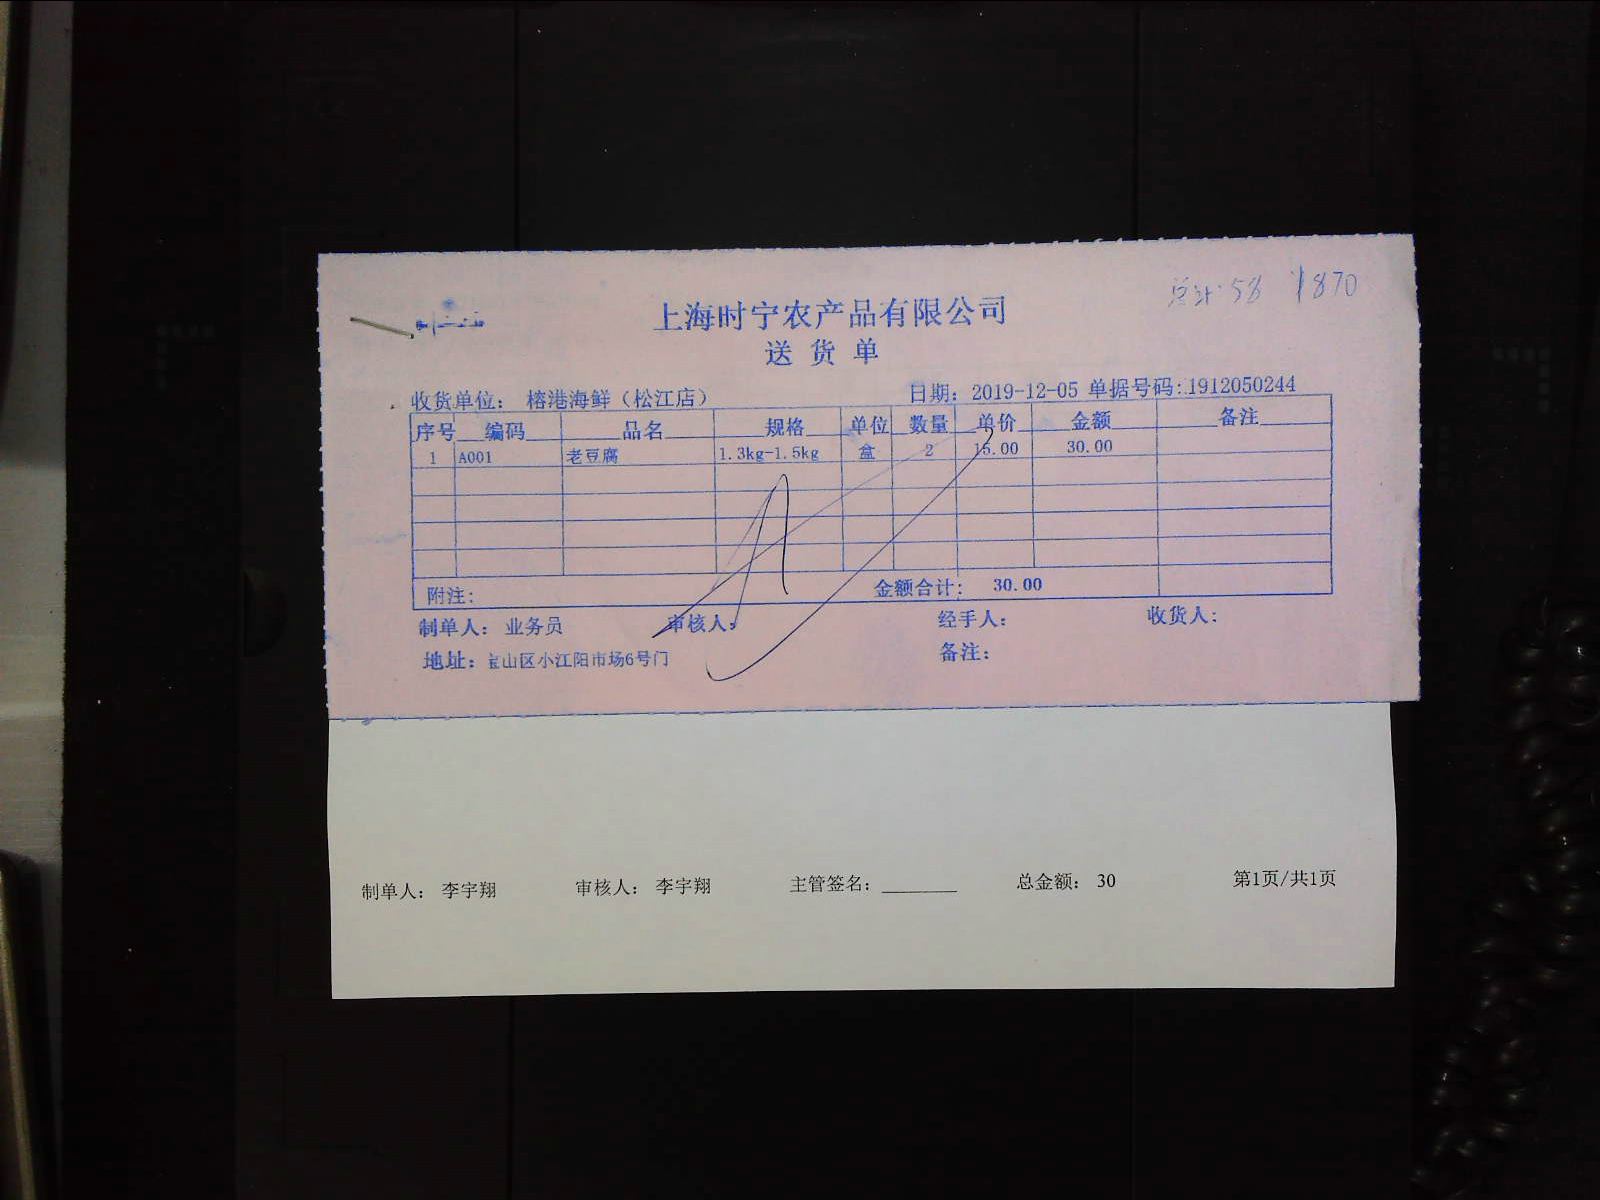 总计: 58 ¥870
上海时宁农产品有限公司
送货单
收货单位: 榕港海鲜（松江店） 日期: 2019-12-05 单据号码: 1912050244
序号 编码 品名 规格 单位 数量 单价 金额 备注
1 A001 老豆腐 1.3kg-1.5kg 盒 2 15.00 30.00
附注: 金额合计: 30.00
制单人: 业务员 审核人: 经手人: 收货人:
地址: 宝山区小江阳市场6号门 备注:
制单人: 李宇翔 审核人: 李宇翔 主管签名: ________ 总金额: 30 第1页/共1页